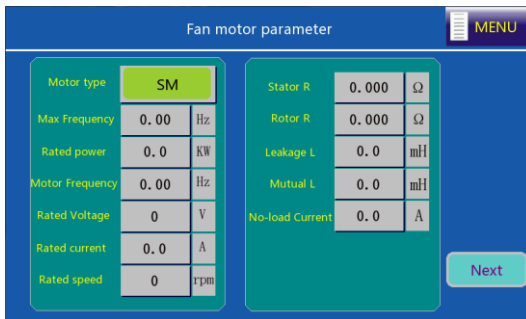 Fan motor parameter
MENU
Motor type SM
Max Frequency 0.00 Hz
Rated power 0.0 KW
Motor Frequency 0.00 Hz
Rated Voltage 0 V
Rated current 0.0 A
Rated speed 0 rpm
Stator R 0.000 Ω
Rotor R 0.000 Ω
Leakage L 0.0 mH
Mutual L 0.0 mH
No-load Current 0.0 A
Next